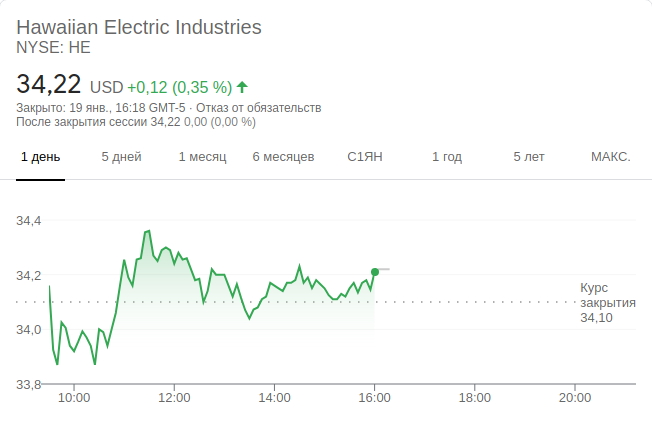 Hawaiian Electric Industries
NYSE: HE
34,22 USD +0,12 (0,35 %)
Закрыто: 19 янв., 16:18 GMT-5 · Отказ от обязательств
После закрытия сессии 34,22 0,00 (0,00 %)
1 день 5 дней 1 месяц 6 месяцев С1ЯН 1 год 5 лет МАКС.
34,4
34,2
34,0
33,8
Курс
закрытия
34,10
10:00 12:00 14:00 16:00 18:00 20:00